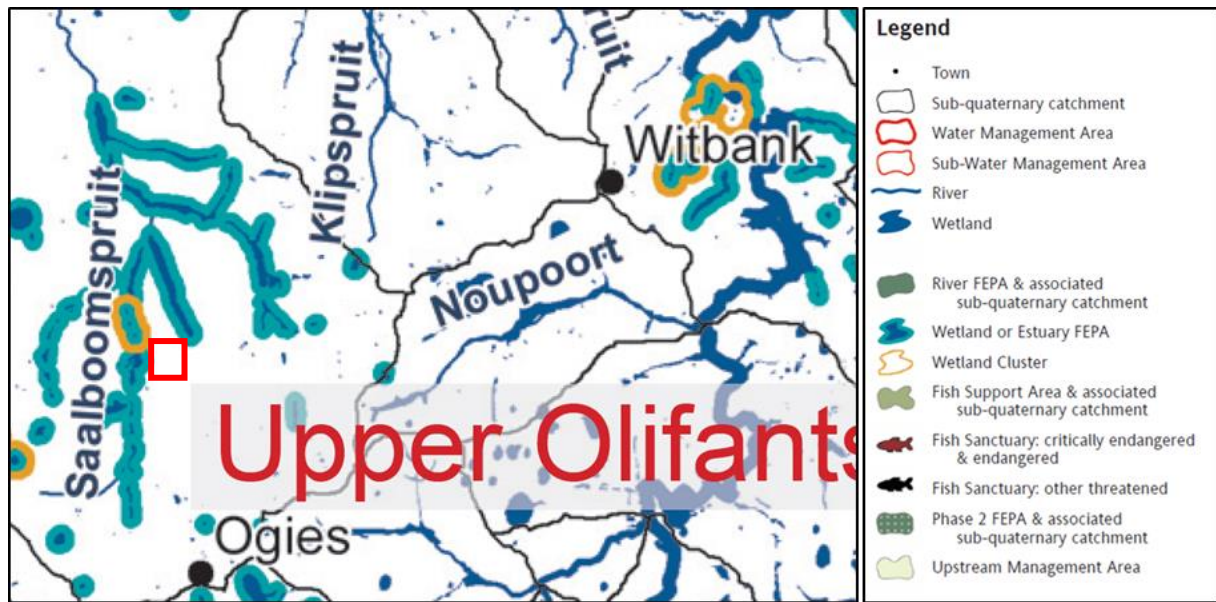 ruit
Klipspruit
Witbank
Saalboomspruit
Noupoort
Upper Olifants
Ogies
Legend
Town
Sub-quaternary catchment
Water Management Area
Sub-Water Management Area
River
Wetland
River FEPA & associated
sub-quaternary catchment
Wetland or Estuary FEPA
Wetland Cluster
Fish Support Area & associated
sub-quaternary catchment
Fish Sanctuary: critically endangered
& endangered
Fish Sanctuary: other threatened
Phase 2 FEPA & associated
sub-quaternary catchment
Upstream Management Area